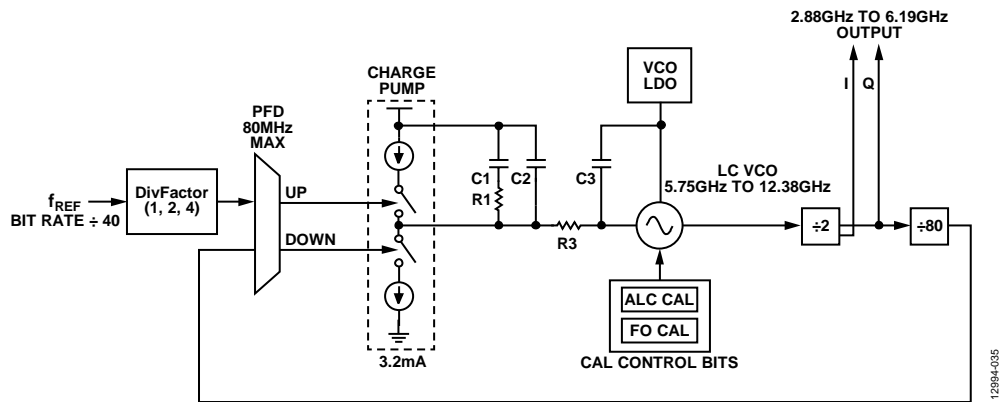 2.88GHz TO 6.19GHz
OUTPUT
I
Q
VCO
LDO
CHARGE
PUMP
PFD
80MHz
MAX
C1
C2
C3
R1
LC VCO
5.75GHz TO 12.38GHz
fREF
BIT RATE ÷ 40
DivFactor
(1, 2, 4)
UP
DOWN
R3
÷2
÷80
ALC CAL
FO CAL
CAL CONTROL BITS
3.2mA
12994-035